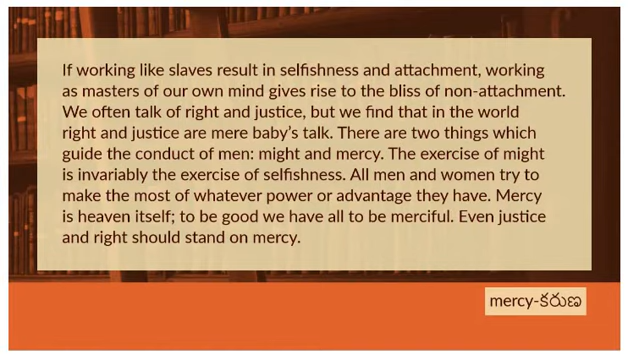 If working like slaves result in selfishness and attachment, working
as masters of our own mind gives rise to the bliss of non-attachment.
We often talk of right and justice, but we find that in the world
right and justice are mere baby's talk. There are two things which
guide the conduct of men: might and mercy. The exercise of might
is invariably the exercise of selfishness. All men and women try to
make the most of whatever power or advantage they have. Mercy
is heaven itself; to be good we have all to be merciful. Even justice
and right should stand on mercy.
mercy-కరుణ